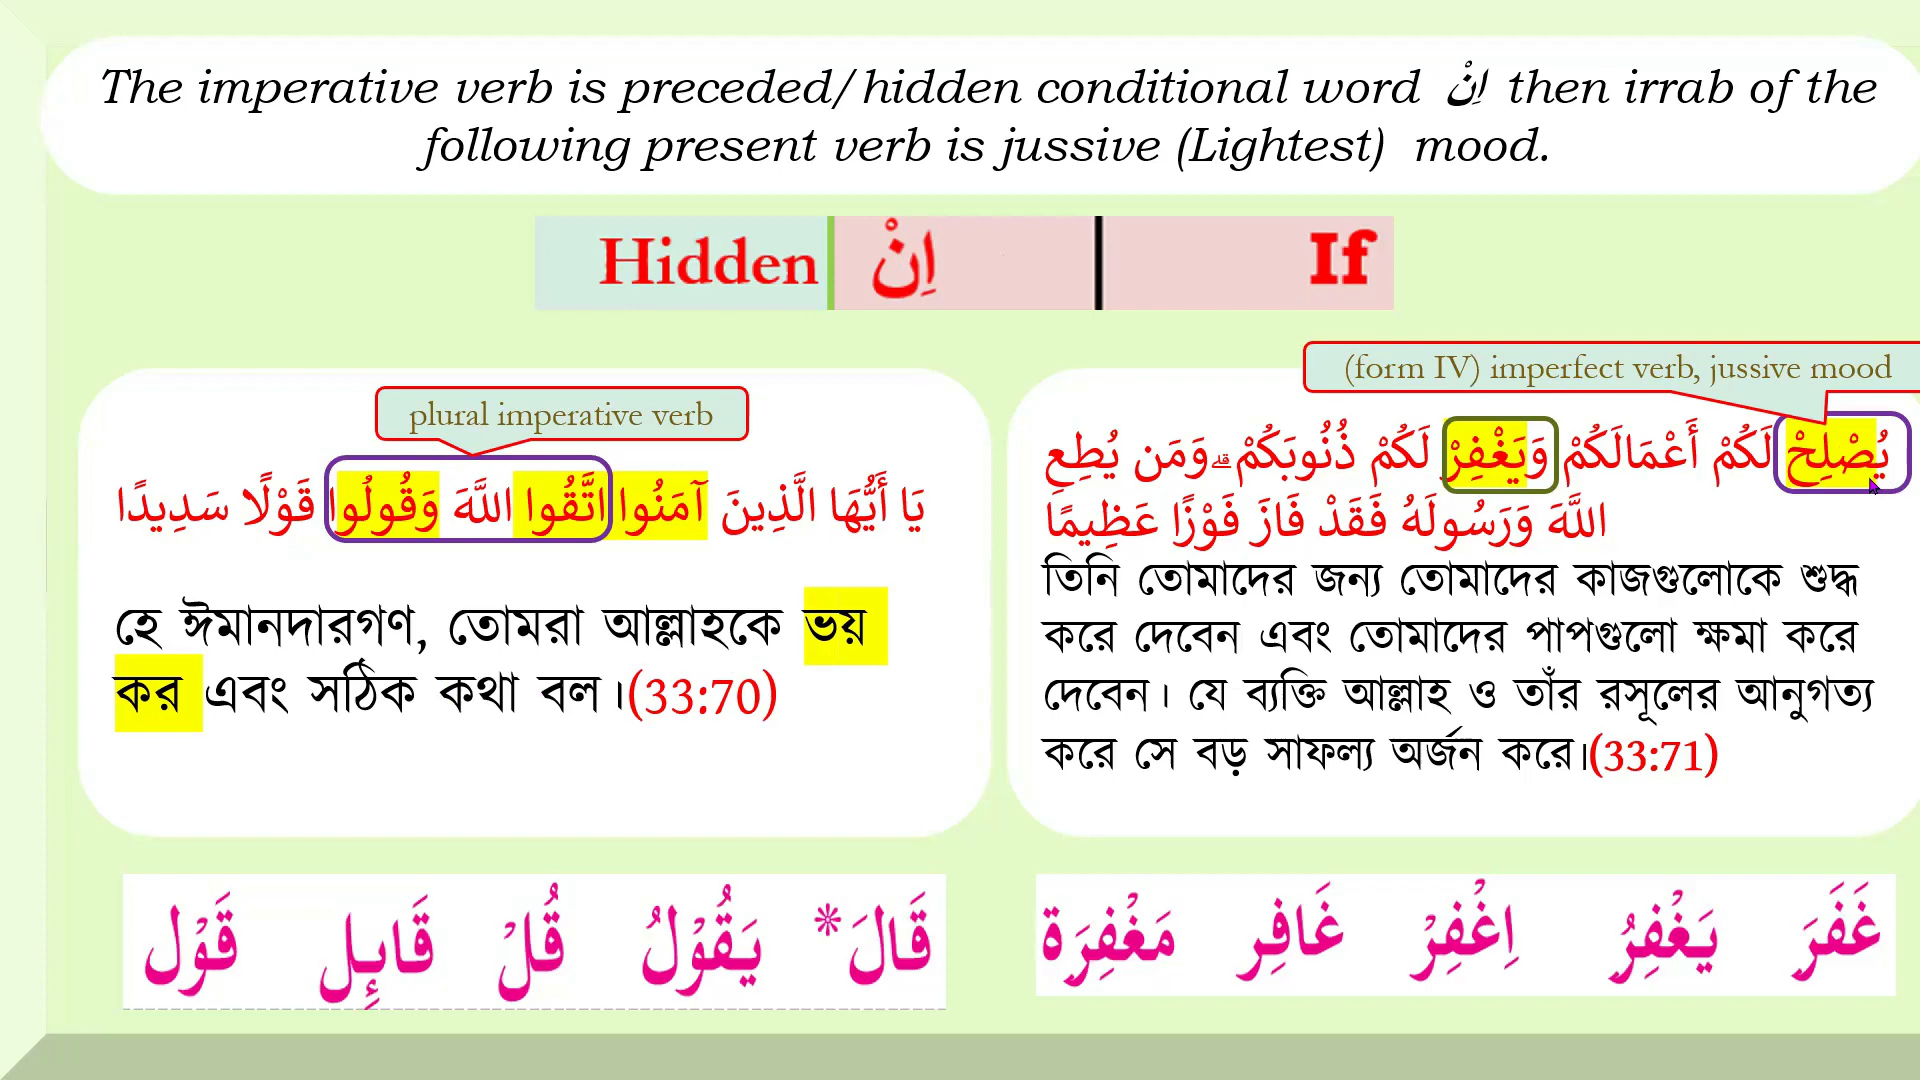 The imperative verb is preceded/hidden conditional word اِنْ then irrab of the
following present verb is jussive (Lightest) mood.
Hidden اِنْ If
plural imperative verb
يَا أَيُّهَا الَّذِينَ آمَنُوا اتَّقُوا اللَّهَ وَقُولُوا قَوْلًا سَدِيدًا
হে ঈমানদারগণ, তোমরা আল্লাহকে ভয়
কর এবং সঠিক কথা বল।(33:70)
(form IV) imperfect verb, jussive mood
يُصْلِحْ لَكُمْ أَعْمَالَكُمْ وَيَغْفِرْ لَكُمْ ذُنُوبَكُمْ ۗ وَمَن يُطِعِ
اللَّهَ وَرَسُولَهُ فَقَدْ فَازَ فَوْزًا عَظِيمًا
তিনি তোমাদের জন্য তোমাদের কাজগুলোকে শুদ্ধ
করে দেবেন এবং তোমাদের পাপগুলো ক্ষমা করে
দেবেন। যে ব্যক্তি আল্লাহ ও তাঁর রসূলের আনুগত্য
করে সে বড় সাফল্য অর্জন করে।(33:71)
قَالَ* يَقُوْلُ قُلْ قَائِل قَوْل
غَفَرَ يَغْفِرُ اِغْفِرْ غَافِر مَغْفِرَة